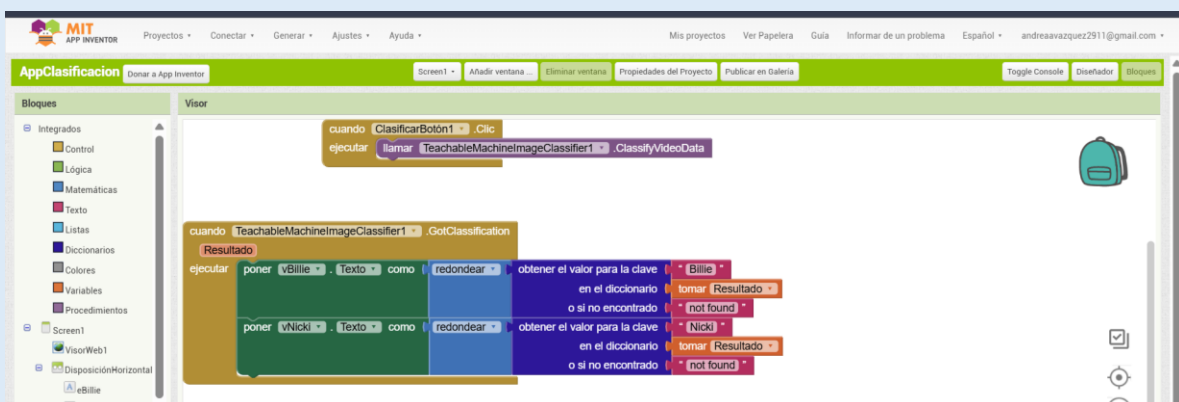 MIT
APP INVENTOR
Proyectos
Conectar
Generar
Ajustes
Ayuda
Mis proyectos
Ver Papelera
Guía
Informar de un problema
Español
andreaavazquez2911@gmail.com
AppClasificacion
Donar a App Inventor
Screen1
Añadir ventana ...
Eliminar ventana
Propiedades del Proyecto
Publicar en Galería
Toggle Console
Diseñador
Bloques
Bloques
Visor
Integrados
Control
Lógica
Matemáticas
Texto
Listas
Diccionarios
Colores
Variables
Procedimientos
Screen1
VisorWeb1
DisposiciónHorizontal
eBillie
cuando ClasificarBotón1 .Clic
ejecutar llamar TeachableMachineImageClassifier1 .ClassifyVideoData
cuando TeachableMachineImageClassifier1 .GotClassification
Resultado
ejecutar poner vBillie . Texto como redondear obtener el valor para la clave " Billie "
en el diccionario tomar Resultado
o si no encontrado " not found "
poner vNicki . Texto como redondear obtener el valor para la clave " Nicki "
en el diccionario tomar Resultado
o si no encontrado " not found "